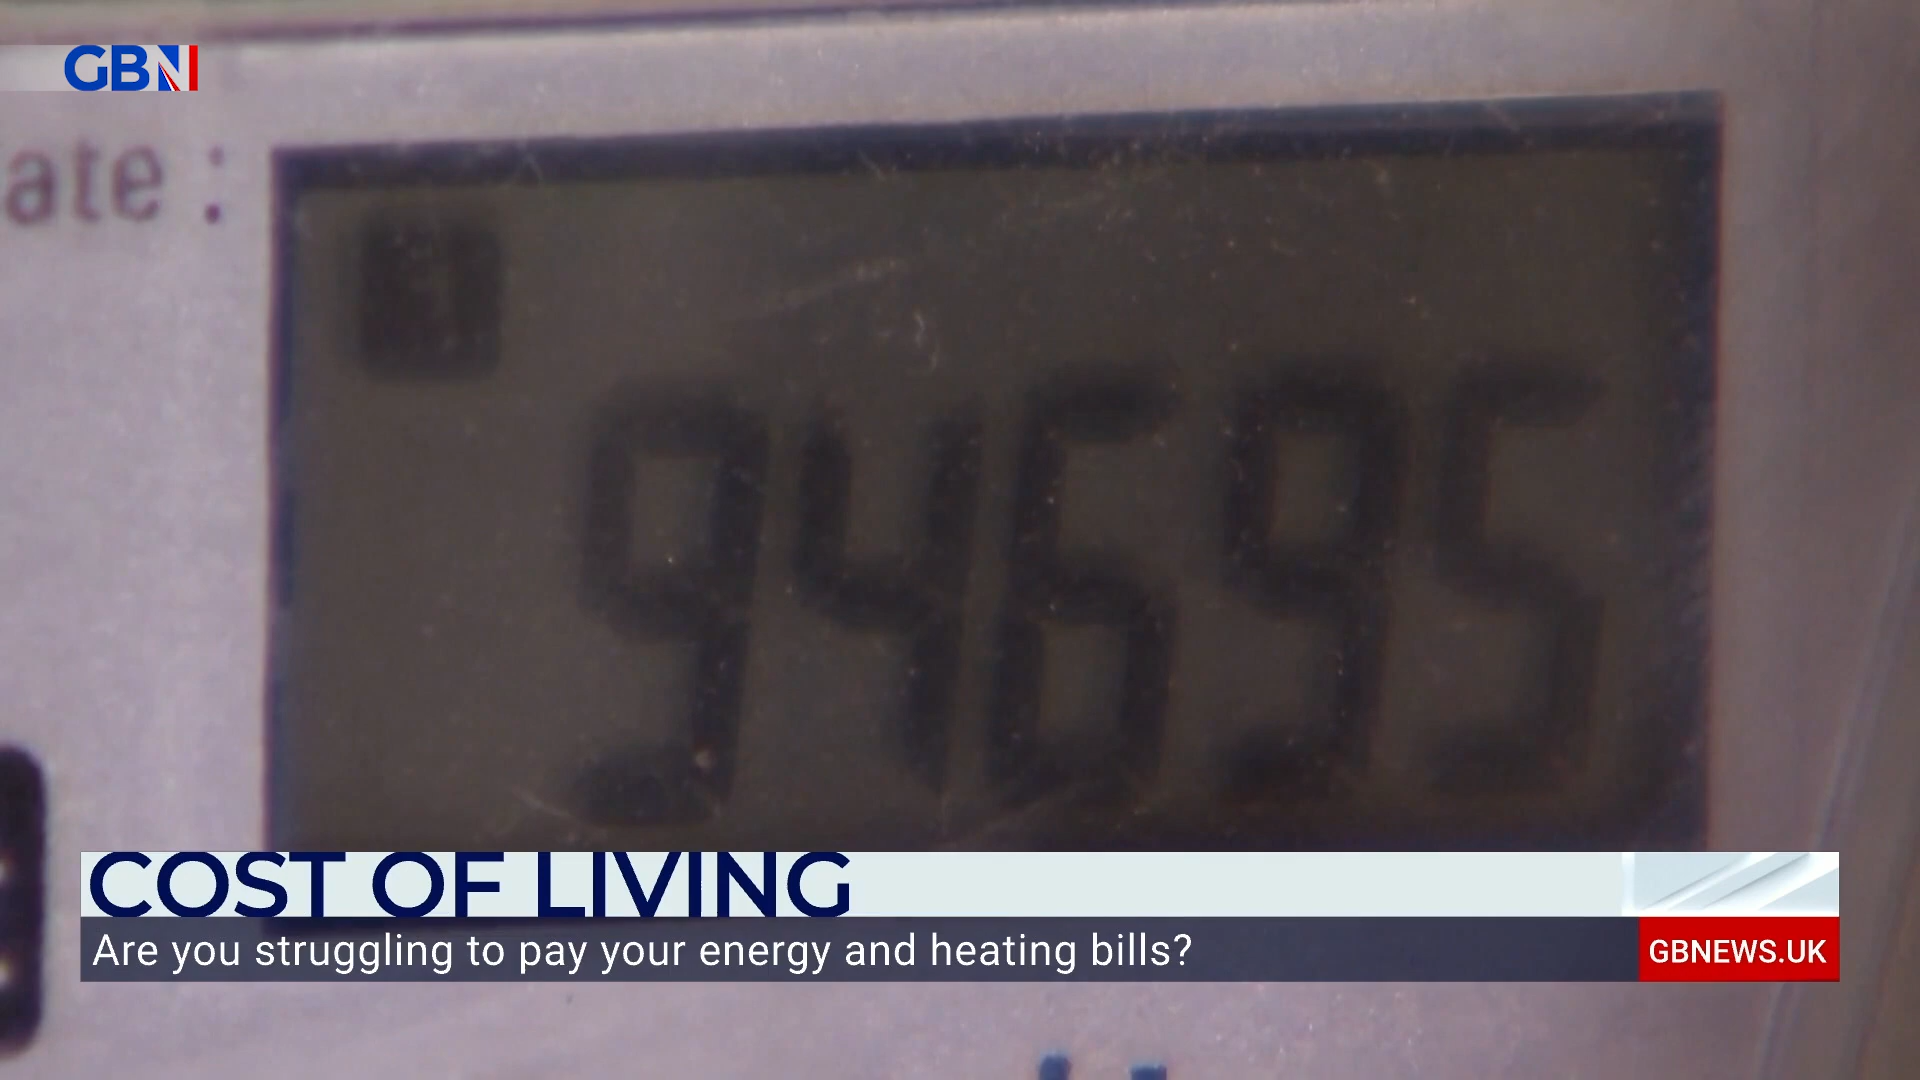 GBN
ate :
94695
COST OF LIVING
Are you struggling to pay your energy and heating bills?
GBNEWS.UK